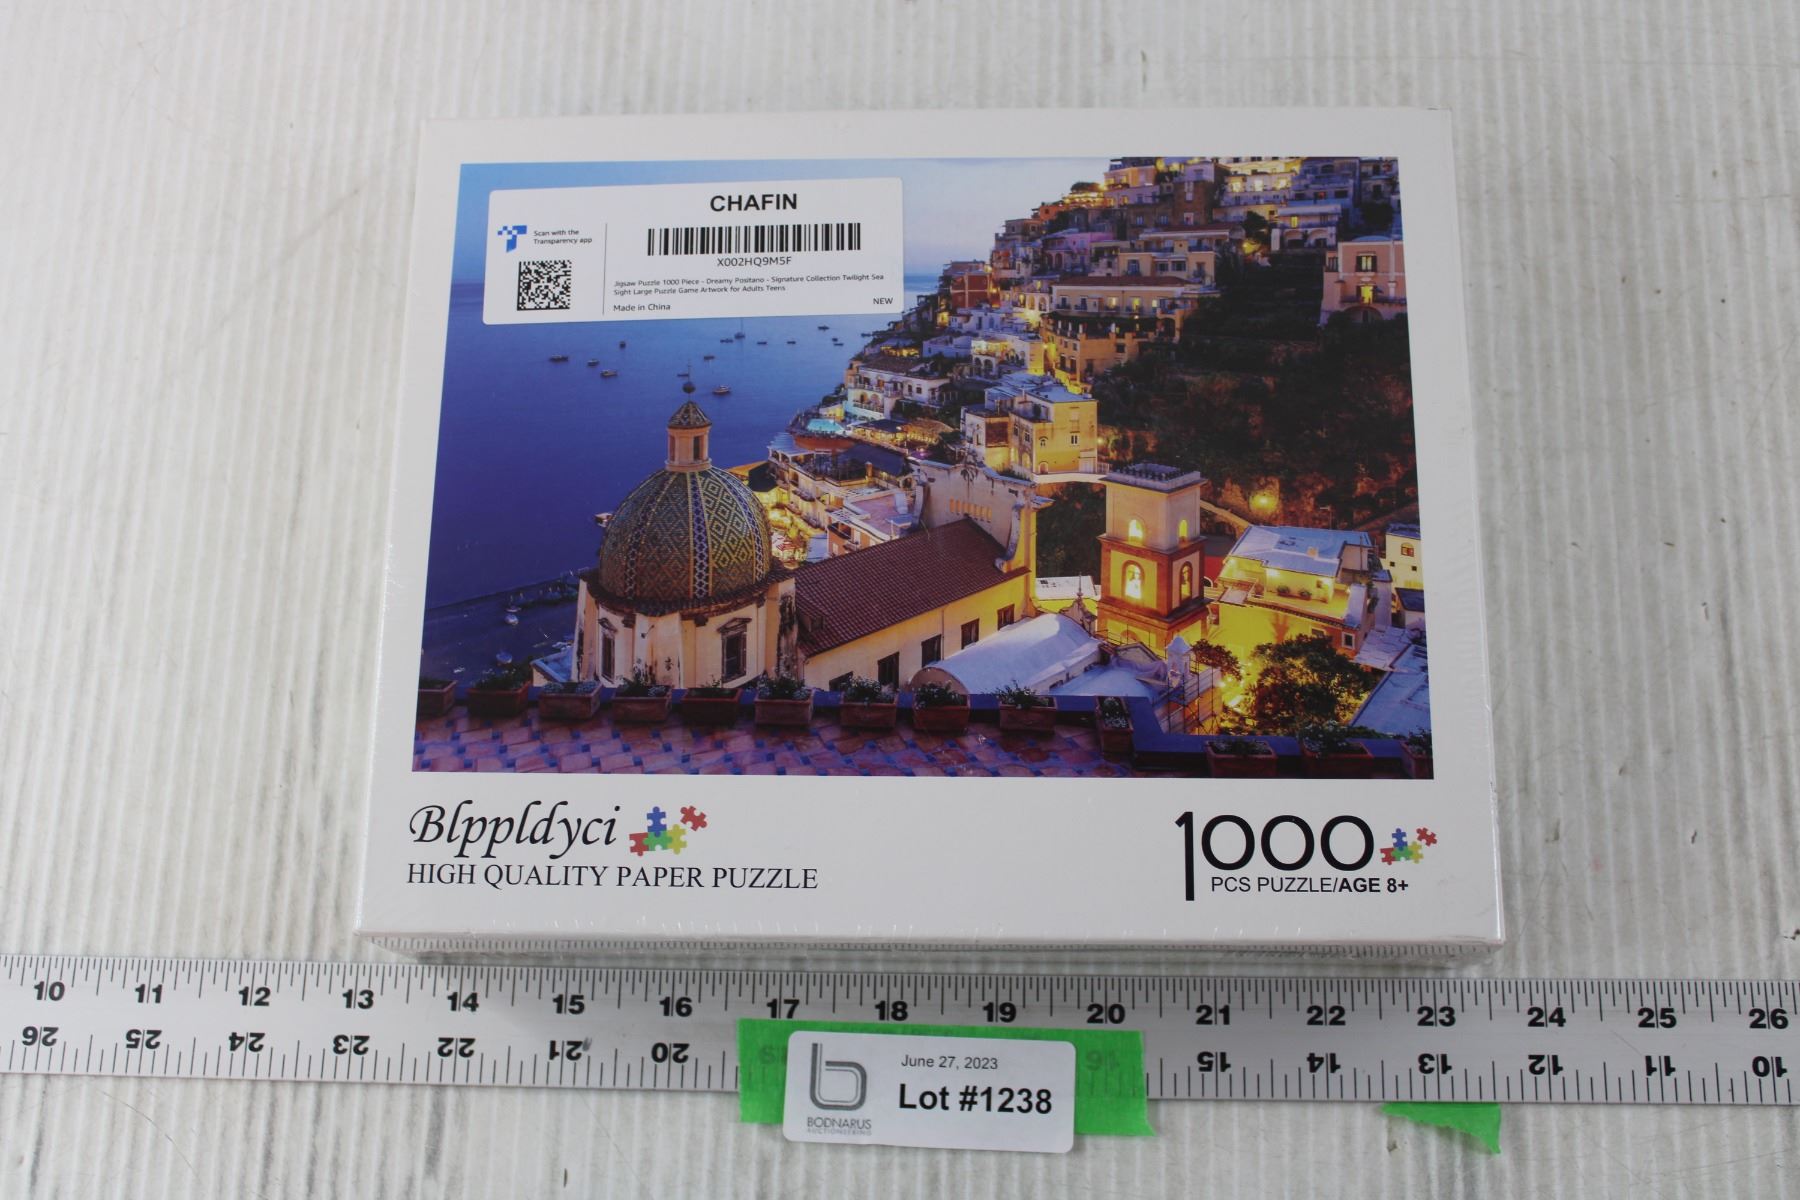 CHAFIN
Scan with the
Transparency app
X002HQ9M5F
Jigsaw Puzzle 1000 Piece - Dreamy Positano - Signature Collection Twilight Sea
Sight Large Puzzle Game Artwork for Adults Teens
Made in China
NEW
Blppldyci
HIGH QUALITY PAPER PUZZLE
1000
PCS PUZZLE/AGE 8+
10 11 12 13 14 15 16 17 18 19 20 21 22 23 24 25 26
26 25 24 23 22 21 20 16 15 14 13 12 11 10
June 27, 2023
Lot #1238
BODNARUS
AUCTIONEERING